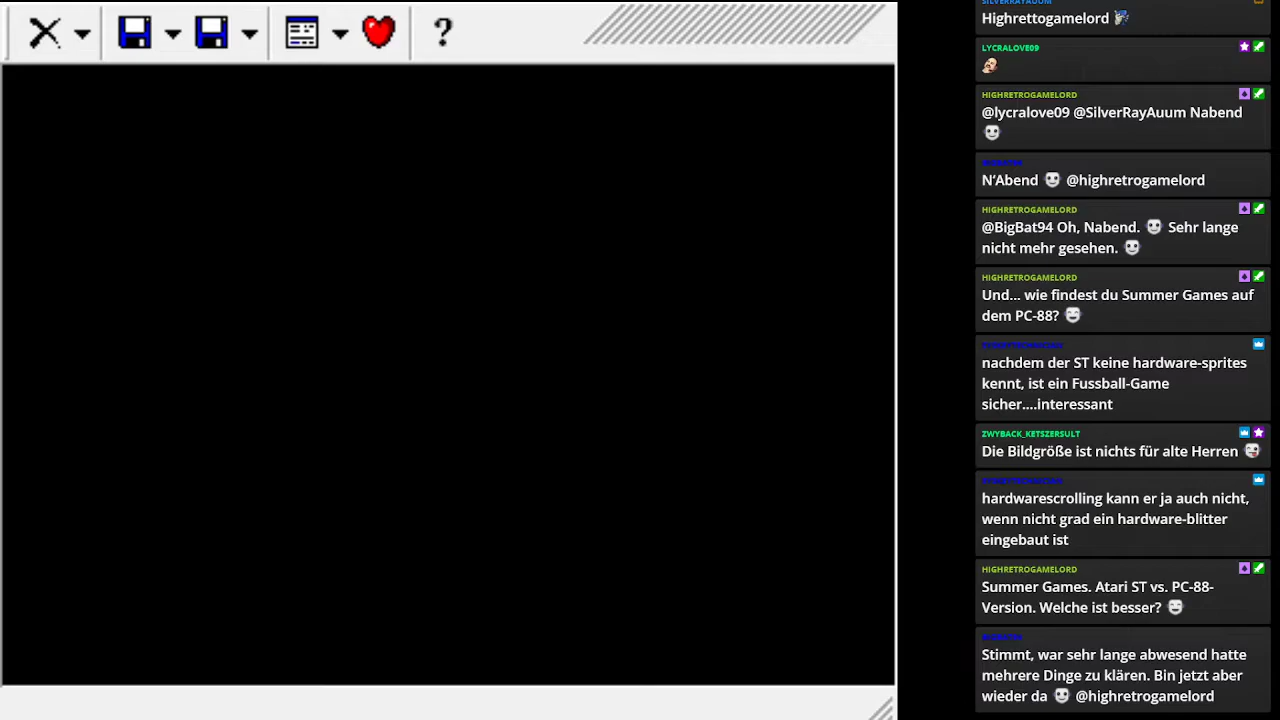 ?
SILVERRAYAUUM
Highrettogamelord
LYCRALOVE09
HIGHRETROGAMELORD
@lycralove09 @SilverRayAuum Nabend
N'Abend @highretrogamelord
HIGHRETROGAMELORD
@BigBat94 Oh, Nabend. Sehr lange
nicht mehr gesehen.
HIGHRETROGAMELORD
Und... wie findest du Summer Games auf
dem PC-88?
nachdem der ST keine hardware-sprites
kennt, ist ein Fussball-Game
sicher....interessant
ZWYBACK_KETSZERSULT
Die Bildgröße ist nichts für alte Herren
hardwarescrolling kann er ja auch nicht,
wenn nicht grad ein hardware-blitter
eingebaut ist
HIGHRETROGAMELORD
Summer Games. Atari ST vs. PC-88-
Version. Welche ist besser?
Stimmt, war sehr lange abwesend hatte
mehrere Dinge zu klären. Bin jetzt aber
wieder da @highretrogamelord